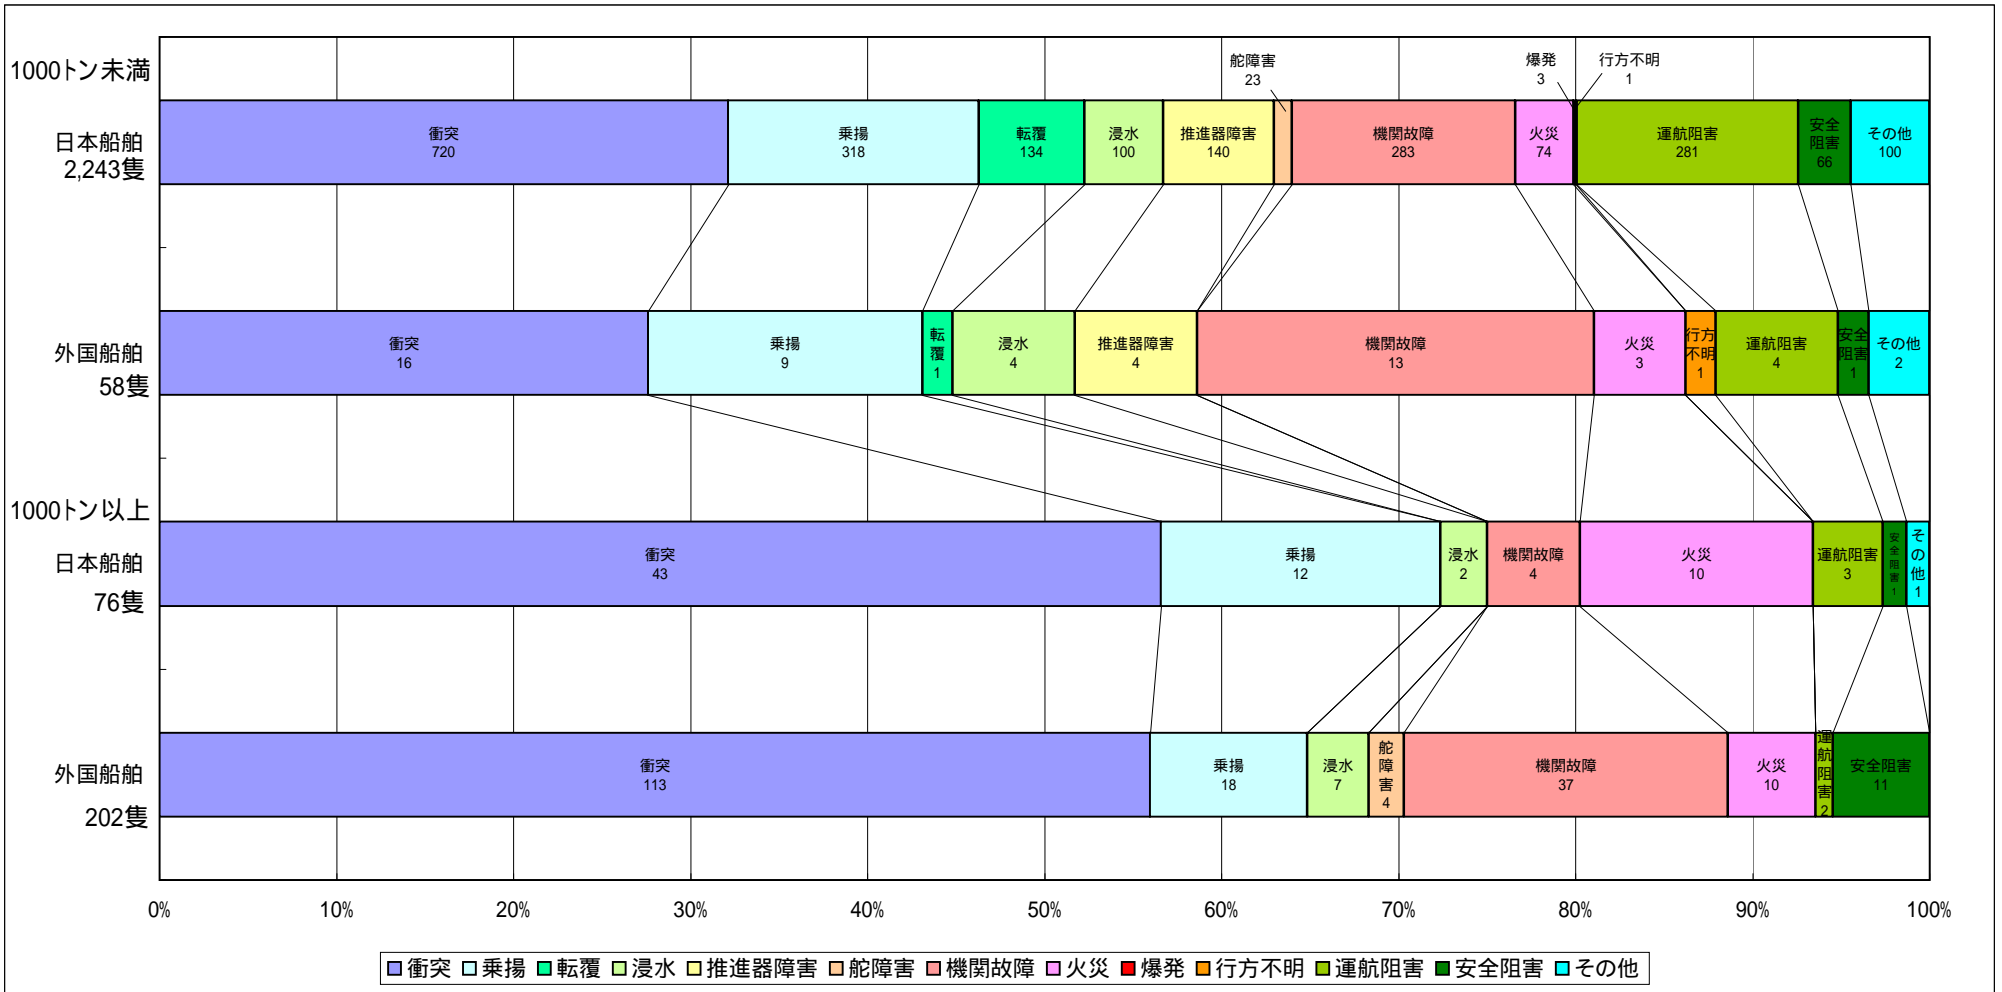 1000トン未満
日本船舶
2,243隻
衝突
720
乗揚
318
転覆
134
浸水
100
推進器障害
140
舵障害
23
機関故障
283
火災
74
爆発
3
行方不明
1
運航阻害
281
安全
阻害
66
その他
100
外国船舶
58隻
衝突
16
乗揚
9
転
覆
1
浸水
4
推進器障害
4
機関故障
13
火災
3
行方
不明
1
運航阻害
4
安全
阻害
1
その他
2
1000トン以上
日本船舶
76隻
衝突
43
乗揚
12
浸水
2
機関故障
4
火災
10
運航阻害
3
安
全
阻
害
1
そ
の
他
1
外国船舶
202隻
衝突
113
乗揚
18
浸水
7
舵
障
害
4
機関故障
37
火災
10
運
航
阻
害
2
安全阻害
11
0% 10% 20% 30% 40% 50% 60% 70% 80% 90% 100%
衝突 乗揚 転覆 浸水 推進器障害 舵障害 機関故障 火災 爆発 行方不明 運航阻害 安全阻害 その他